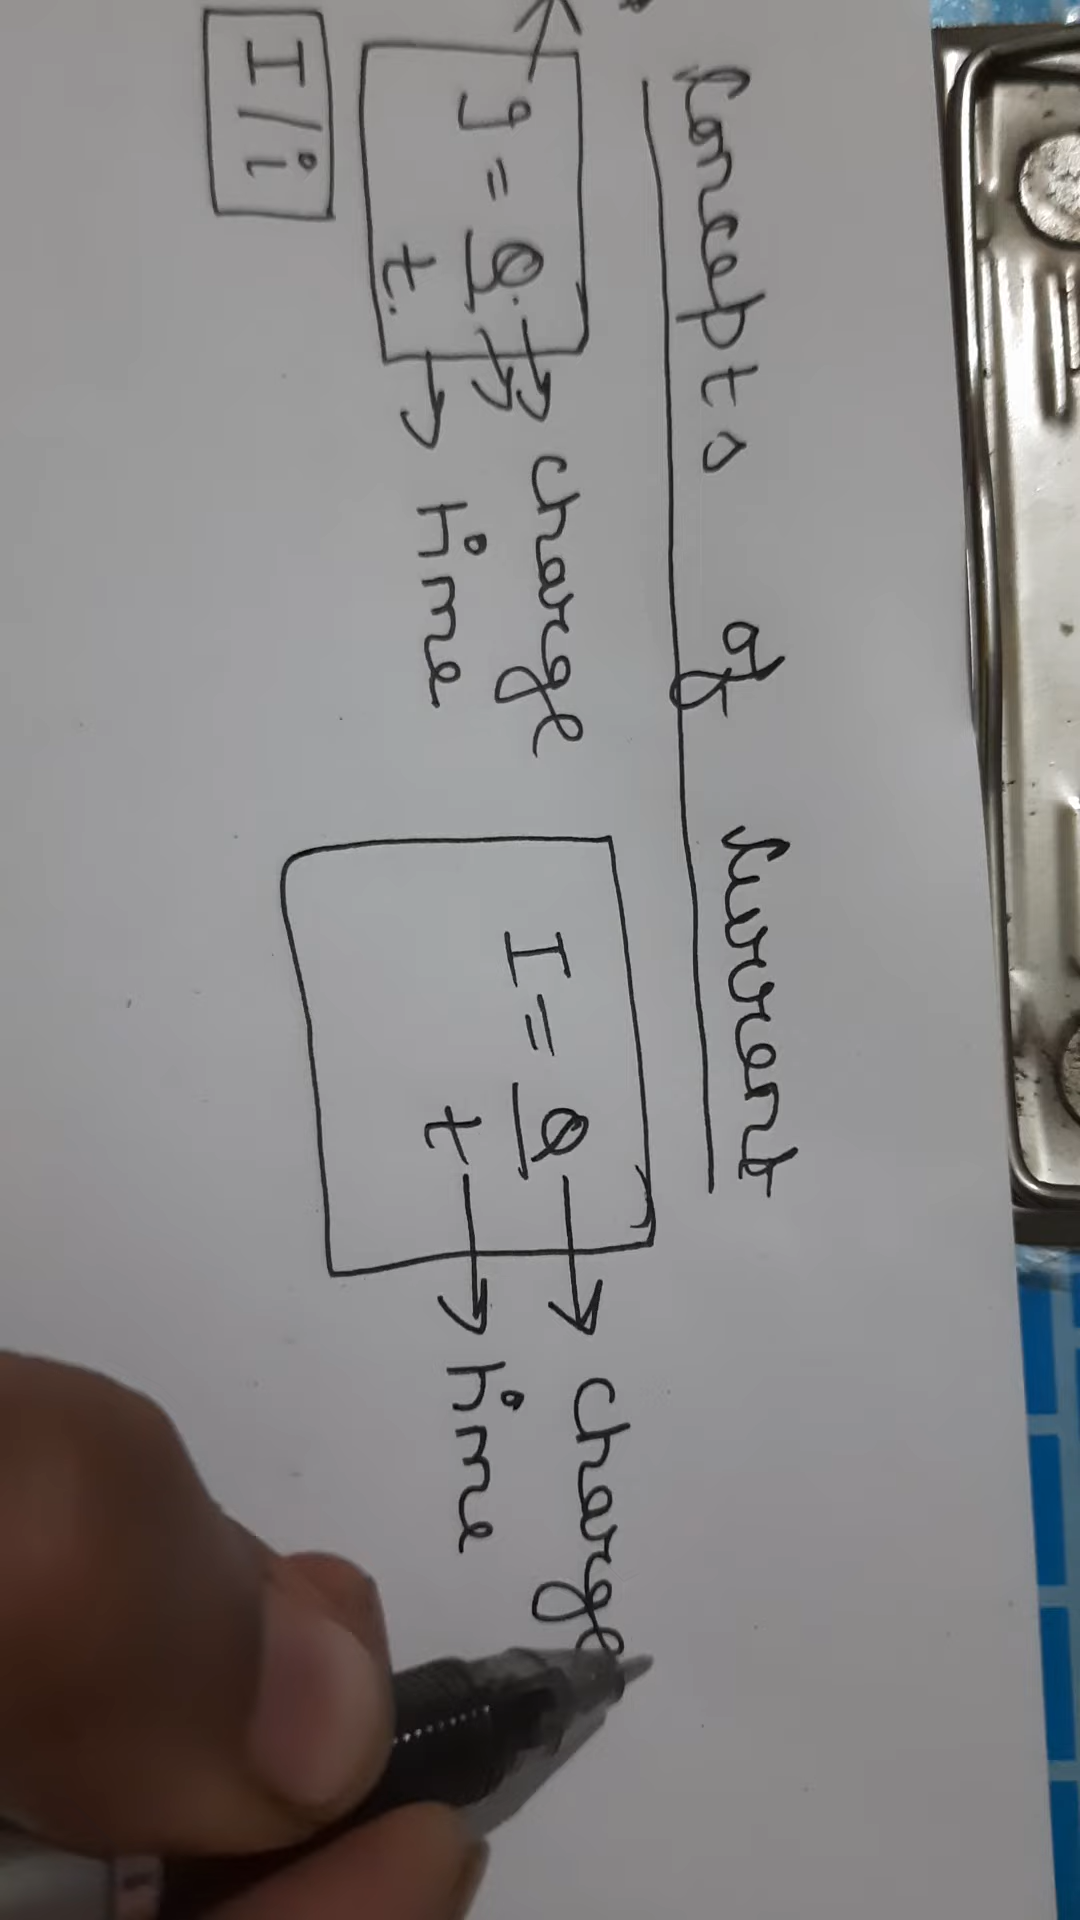 Concepts of Current
I = Q/t → charge
→ time
I/i
I = Q/t → charge
→ time